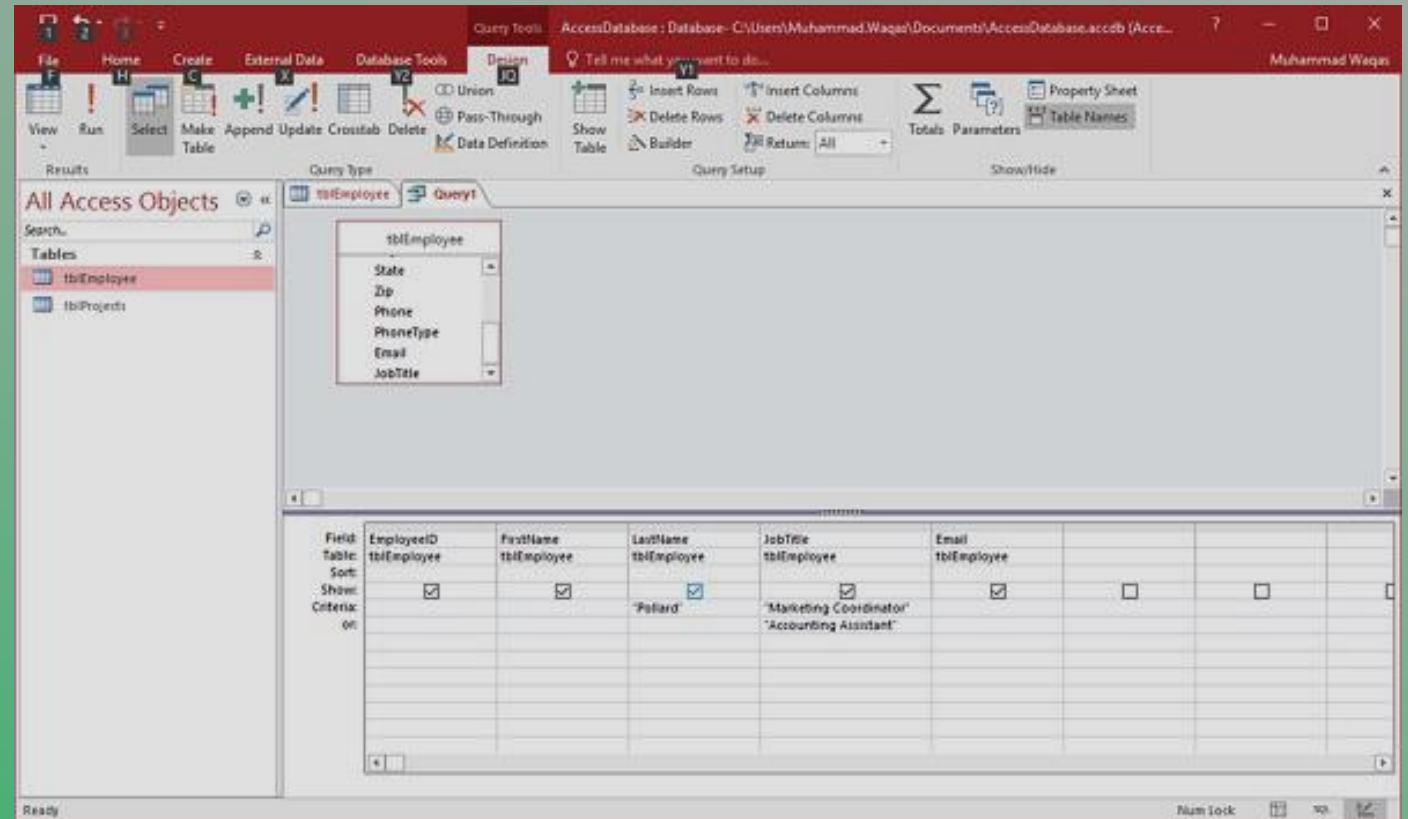 1 2
Query Tools AccessDatabase : Database- C:\Users\Muhammad.Waqas\Documents\AccessDatabase.accdb (Acce... ?
File Home Create External Data Database Tools Design Tell me what you want to do... Muhammad Waqas
F H C X Y2 JQ Y1
View Run Select Make Table Append Update Crosstab Delete
Union
Pass-Through
Data Definition
Show Table
Insert Rows
Delete Rows
Builder
Insert Columns
Delete Columns
Return: All
Totals Parameters
Property Sheet
Table Names
Results Query Type Query Setup Show/Hide
All Access Objects
Search..
Tables
tblEmployee
tblProjects
tblEmployee Query1
tblEmployee
State
Zip
Phone
PhoneType
Email
JobTitle
Field: EmployeeID FirstName LastName JobTitle Email
Table: tblEmployee tblEmployee tblEmployee tblEmployee tblEmployee
Sort:
Show:
Criteria: "Pollard" "Marketing Coordinator"
or: "Accounting Assistant"
Ready Num Lock SQL